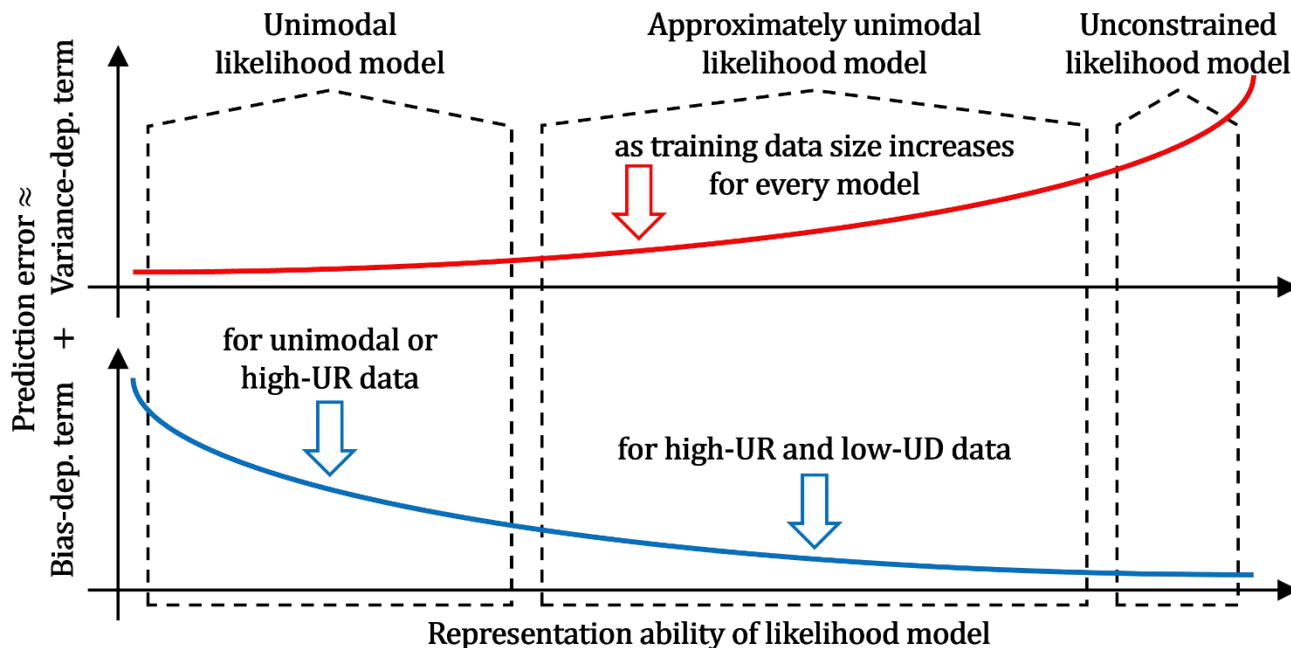 Unimodal
likelihood model
Approximately unimodal
likelihood model
Unconstrained
likelihood model
Prediction error ≈
Variance-dep. term
+
Bias-dep. term
as training data size increases
for every model
for unimodal or
high-UR data
for high-UR and low-UD data
Representation ability of likelihood model